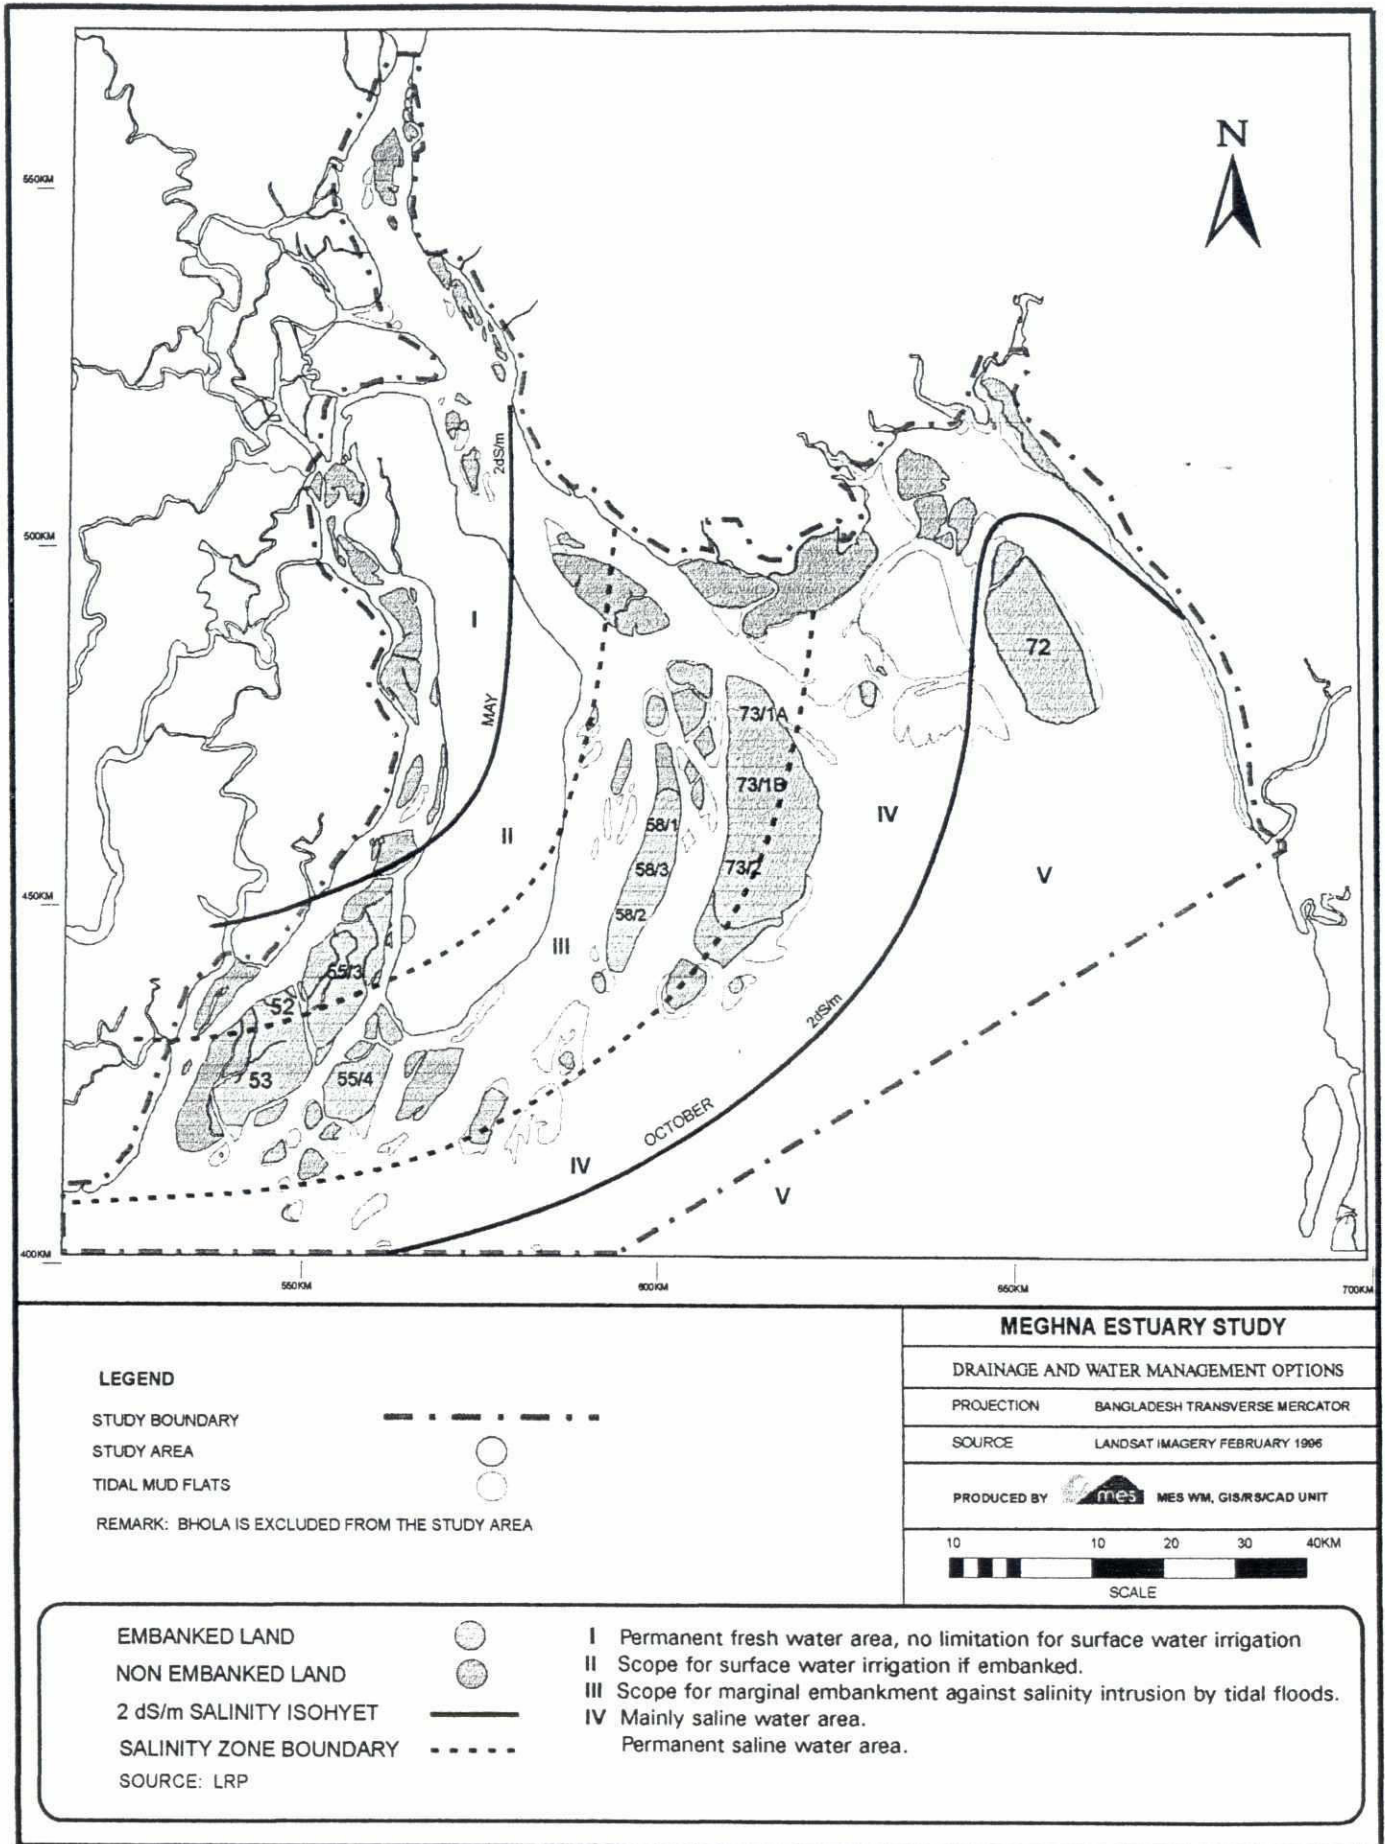 N
550KM
2dS/m
500KM
I
72
MAY
73/1A
73/1B
IV
II
58/1
58/3
73/2
V
450KM
58/2
III
55/3
52
2dS/m
53
55/4
OCTOBER
IV
V
400KM
550KM
600KM
650KM
700KM
MEGHNA ESTUARY STUDY
DRAINAGE AND WATER MANAGEMENT OPTIONS
PROJECTION BANGLADESH TRANSVERSE MERCATOR
SOURCE LANDSAT IMAGERY FEBRUARY 1996
PRODUCED BY mes MES WM, GIS/RS/CAD UNIT
10 10 20 30 40KM
SCALE
LEGEND
STUDY BOUNDARY
STUDY AREA
TIDAL MUD FLATS
REMARK: BHOLA IS EXCLUDED FROM THE STUDY AREA
EMBANKED LAND
NON EMBANKED LAND
2 dS/m SALINITY ISOHYET
SALINITY ZONE BOUNDARY
SOURCE: LRP
I Permanent fresh water area, no limitation for surface water irrigation
II Scope for surface water irrigation if embanked.
III Scope for marginal embankment against salinity intrusion by tidal floods.
IV Mainly saline water area.
Permanent saline water area.